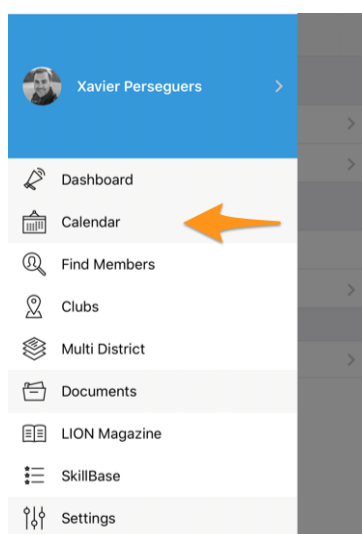 Xavier Perseguers
Dashboard
Calendar
Find Members
Clubs
Multi District
Documents
LION Magazine
SkillBase
Settings